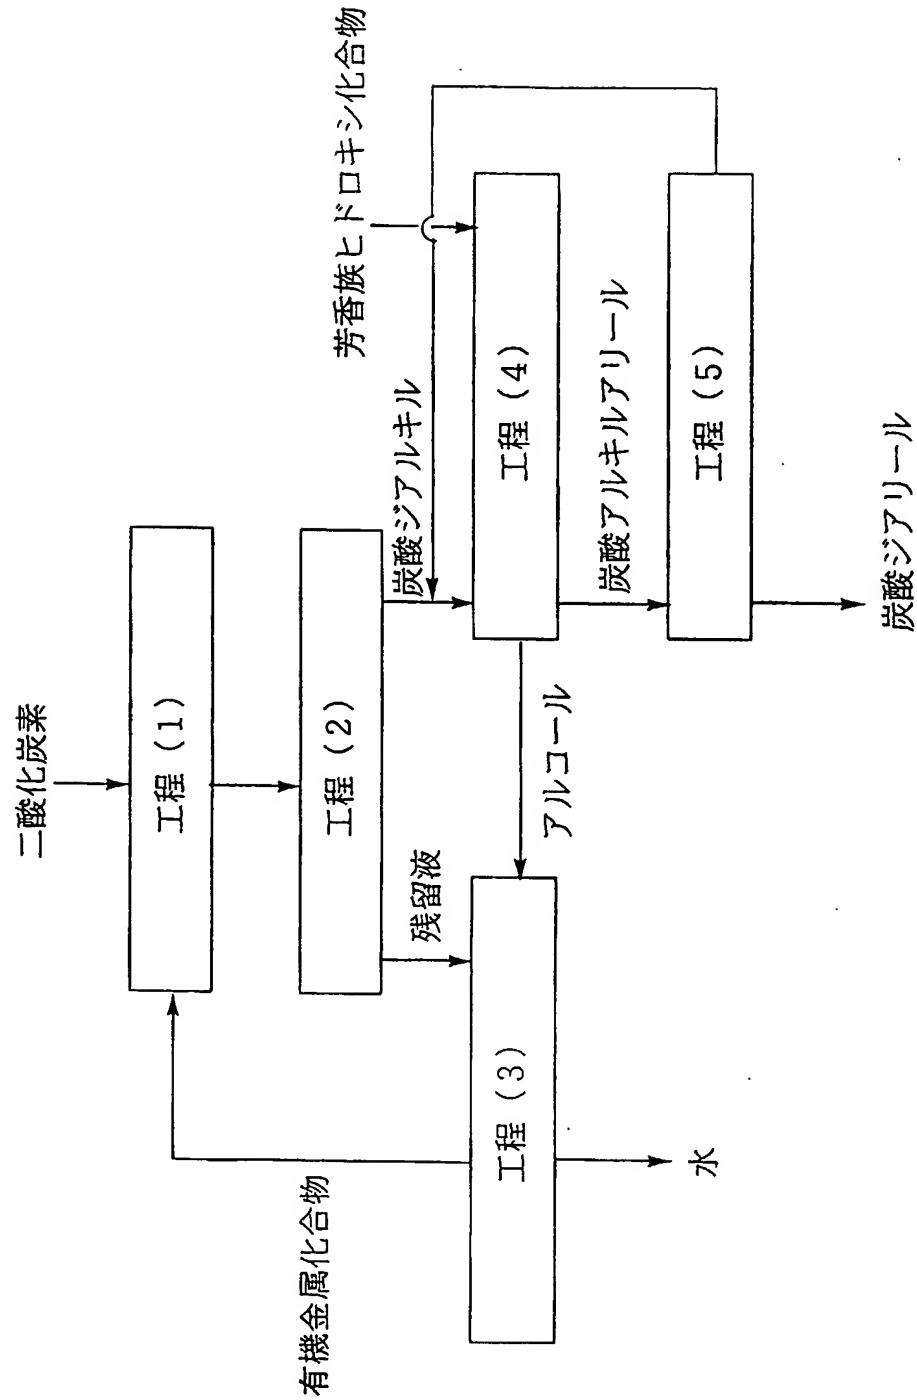 二酸化炭素
工程 (1)
工程 (2)
残留液
炭酸ジアルキル
芳香族ヒドロキシ化合物
有機金属化合物
工程 (3)
アルコール
工程 (4)
水
炭酸アルキルアリール
工程 (5)
炭酸ジアリール